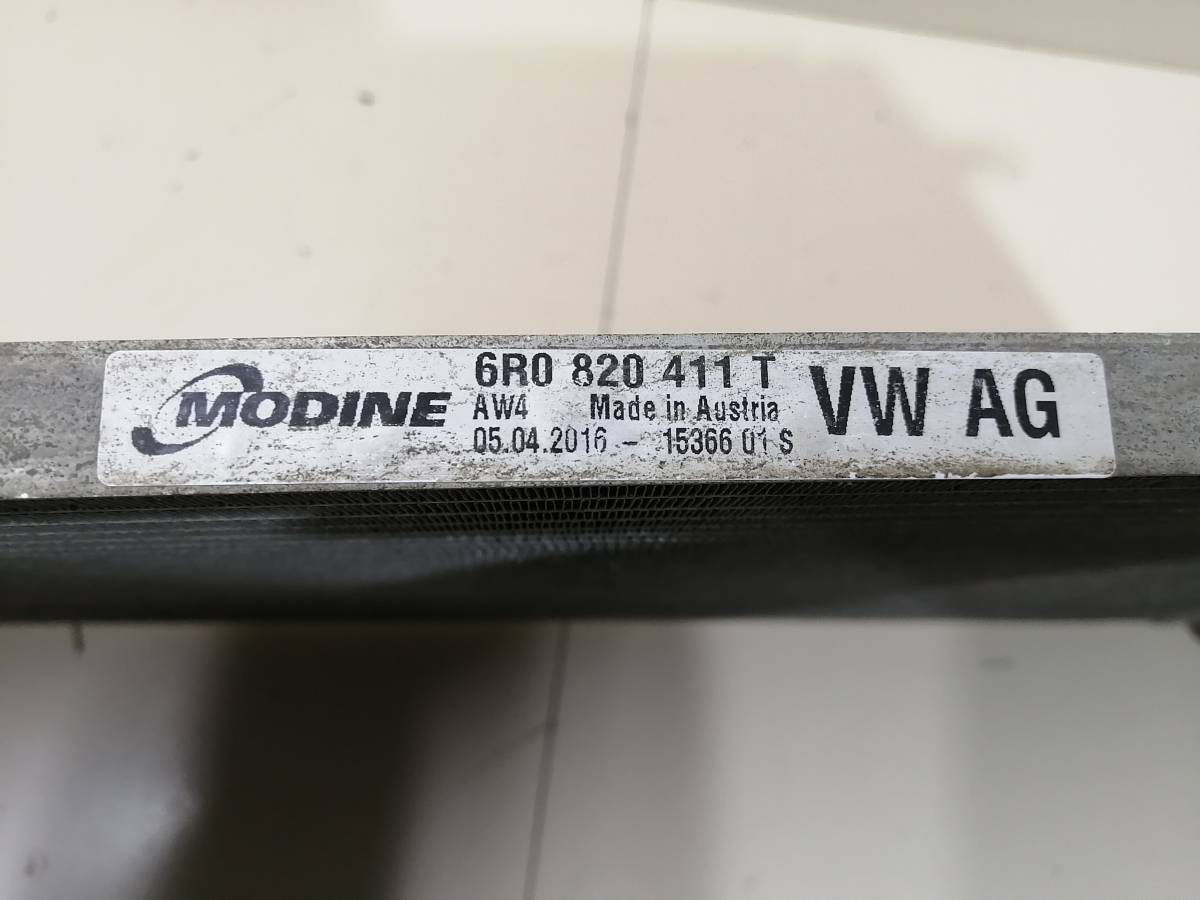 MODINE
6R0 820 411 T
AW4 Made in Austria
05.04.2016 - 15366 01 S
VW AG